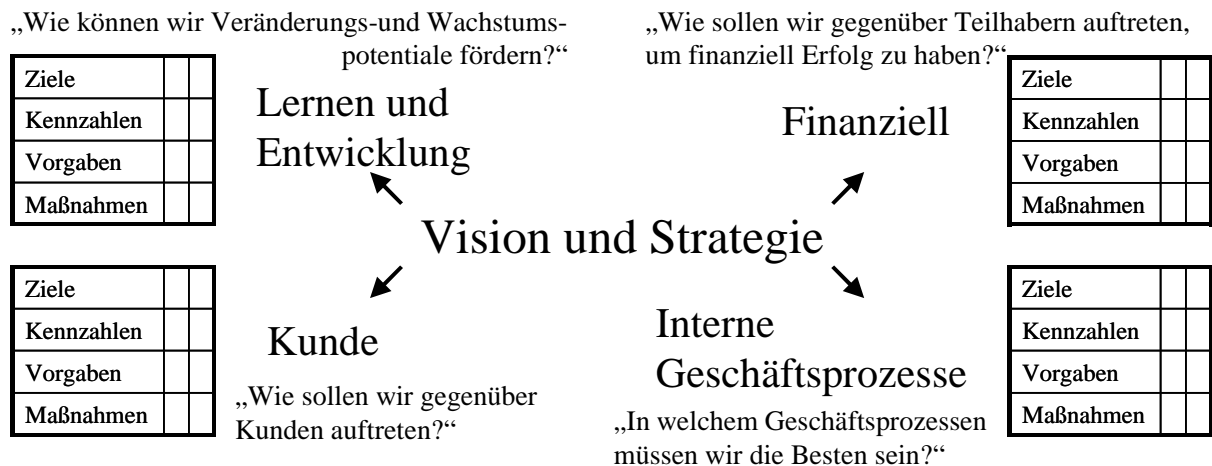 „Wie können wir Veränderungs-und Wachstums-
potentiale fördern?“
Ziele
Kennzahlen
Vorgaben
Maßnahmen
Lernen und
Entwicklung
„Wie sollen wir gegenüber Teilhabern auftreten,
um finanziell Erfolg zu haben?“
Finanziell
Ziele
Kennzahlen
Vorgaben
Maßnahmen
Vision und Strategie
Ziele
Kennzahlen
Vorgaben
Maßnahmen
Kunde
„Wie sollen wir gegenüber
Kunden auftreten?“
Interne
Geschäftsprozesse
„In welchem Geschäftsprozessen
müssen wir die Besten sein?“
Ziele
Kennzahlen
Vorgaben
Maßnahmen